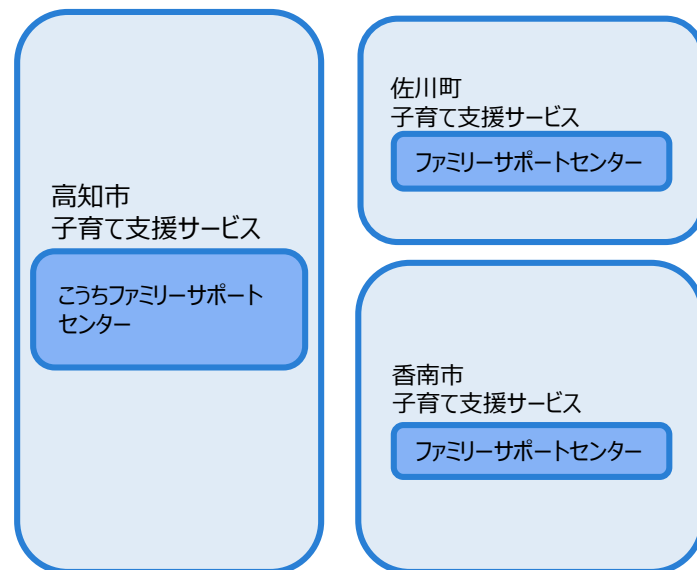 高知市
子育て支援サービス
こうちファミリーサポート
センター
佐川町
子育て支援サービス
ファミリーサポートセンター
香南市
子育て支援サービス
ファミリーサポートセンター